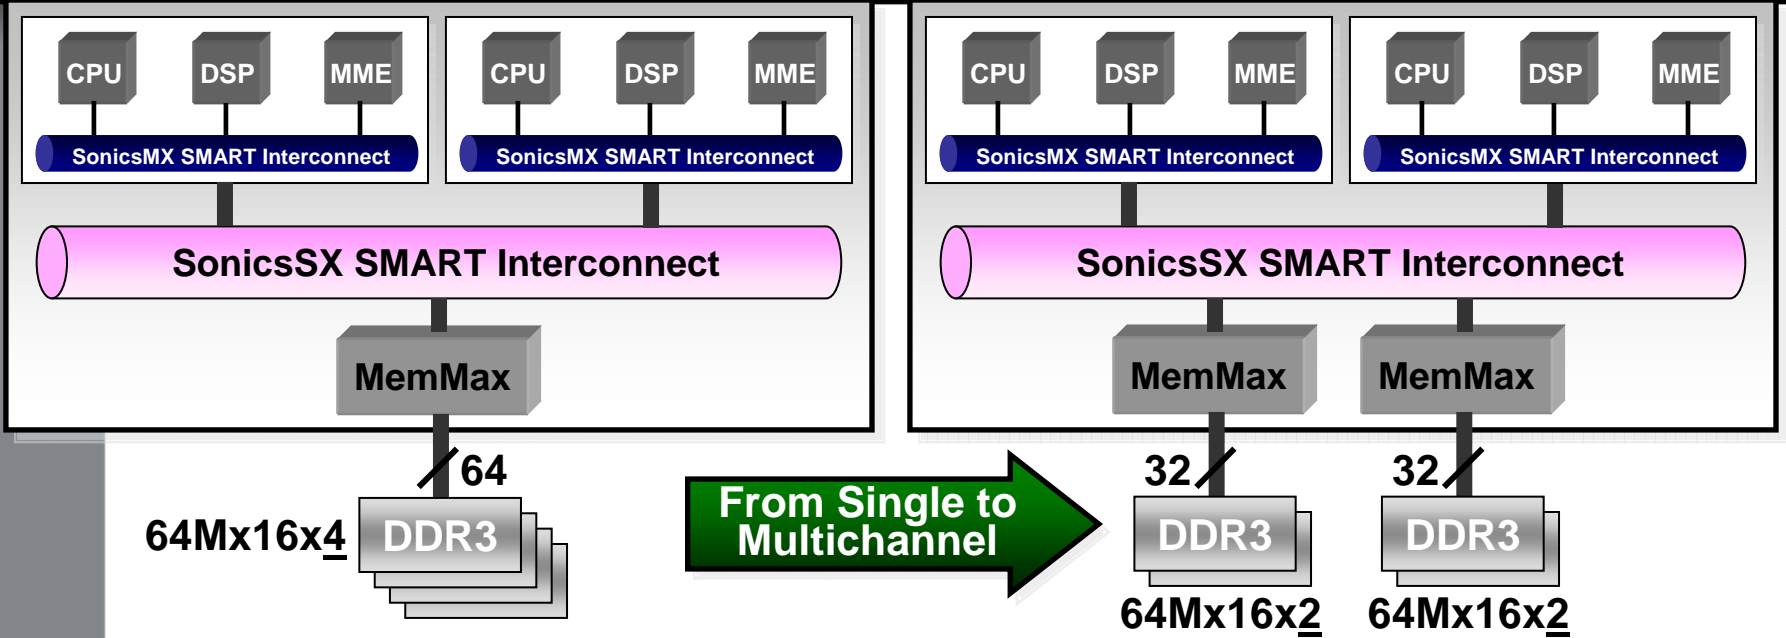 CPU DSP MME CPU DSP MME
SonicsMX SMART Interconnect SonicsMX SMART Interconnect
SonicsSX SMART Interconnect
MemMax
64
64Mx16x4 DDR3
From Single to
Multichannel
CPU DSP MME CPU DSP MME
SonicsMX SMART Interconnect SonicsMX SMART Interconnect
SonicsSX SMART Interconnect
MemMax MemMax
32 32
DDR3 DDR3
64Mx16x2 64Mx16x2